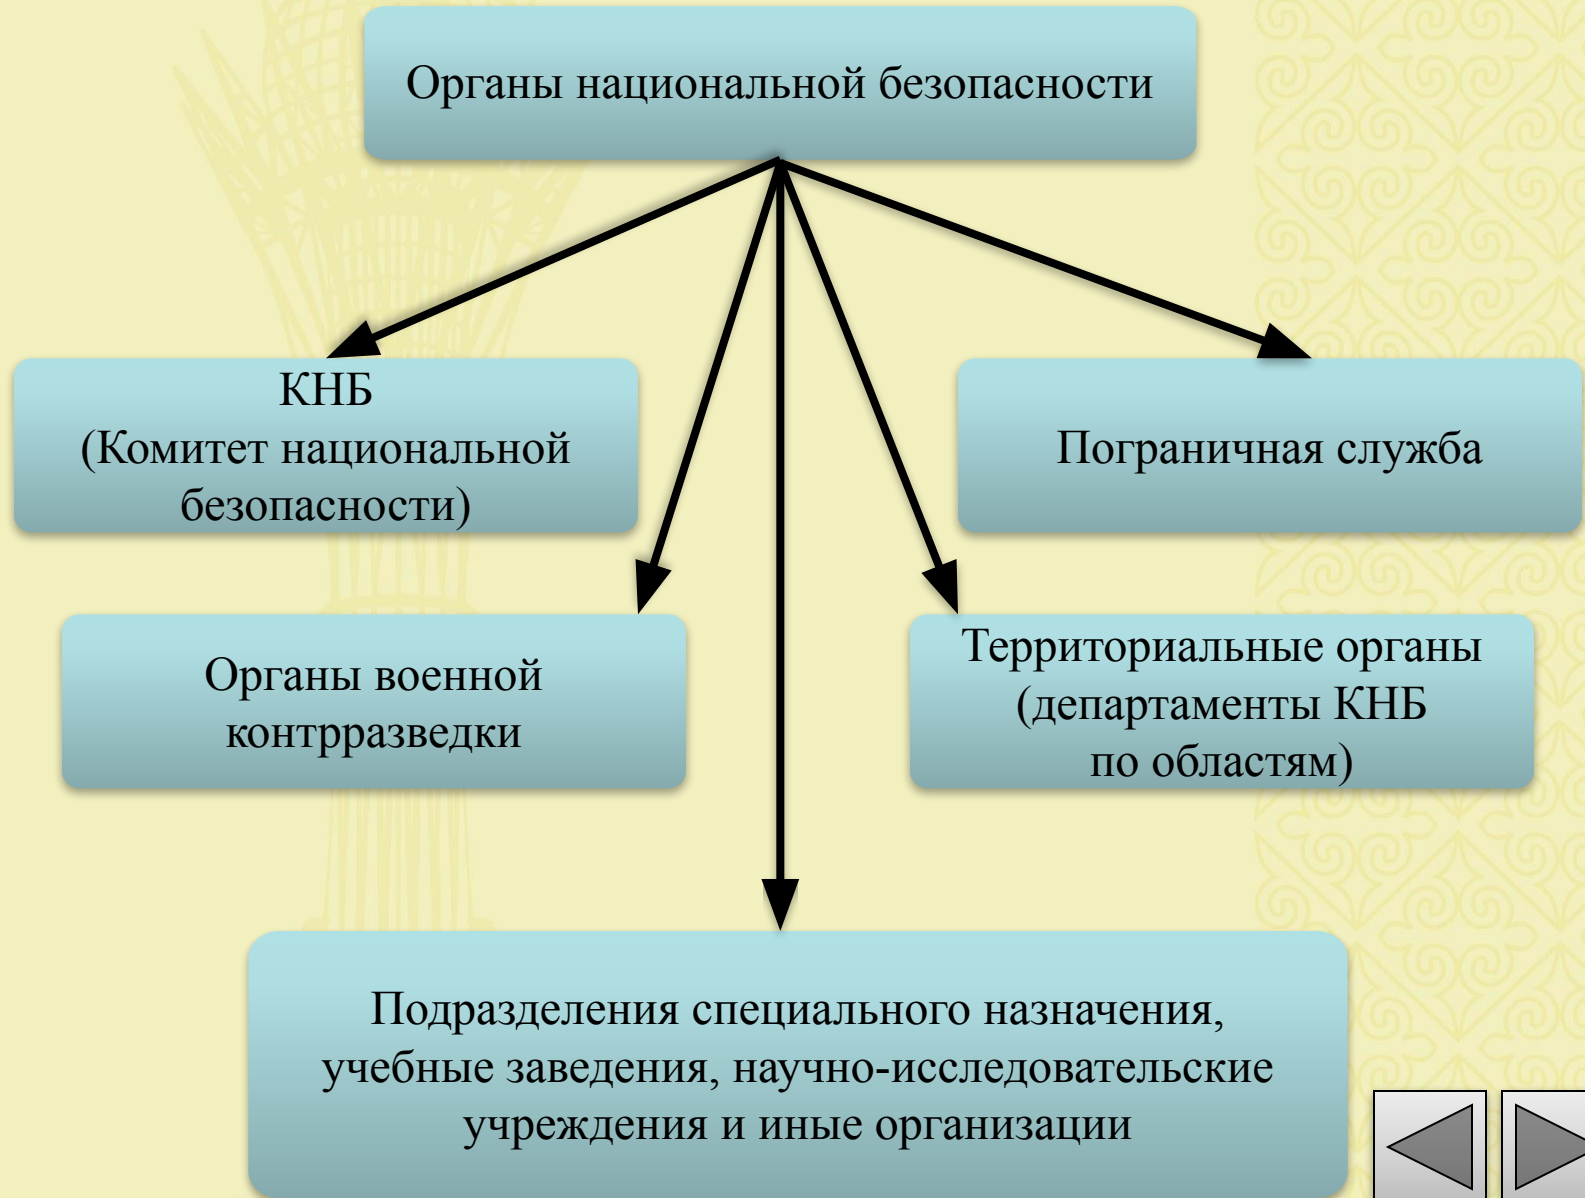 Органы национальной безопасности
КНБ
(Комитет национальной
безопасности)
Пограничная служба
Органы военной
контрразведки
Территориальные органы
(департаменты КНБ
по областям)
Подразделения специального назначения,
учебные заведения, научно-исследовательские
учреждения и иные организации